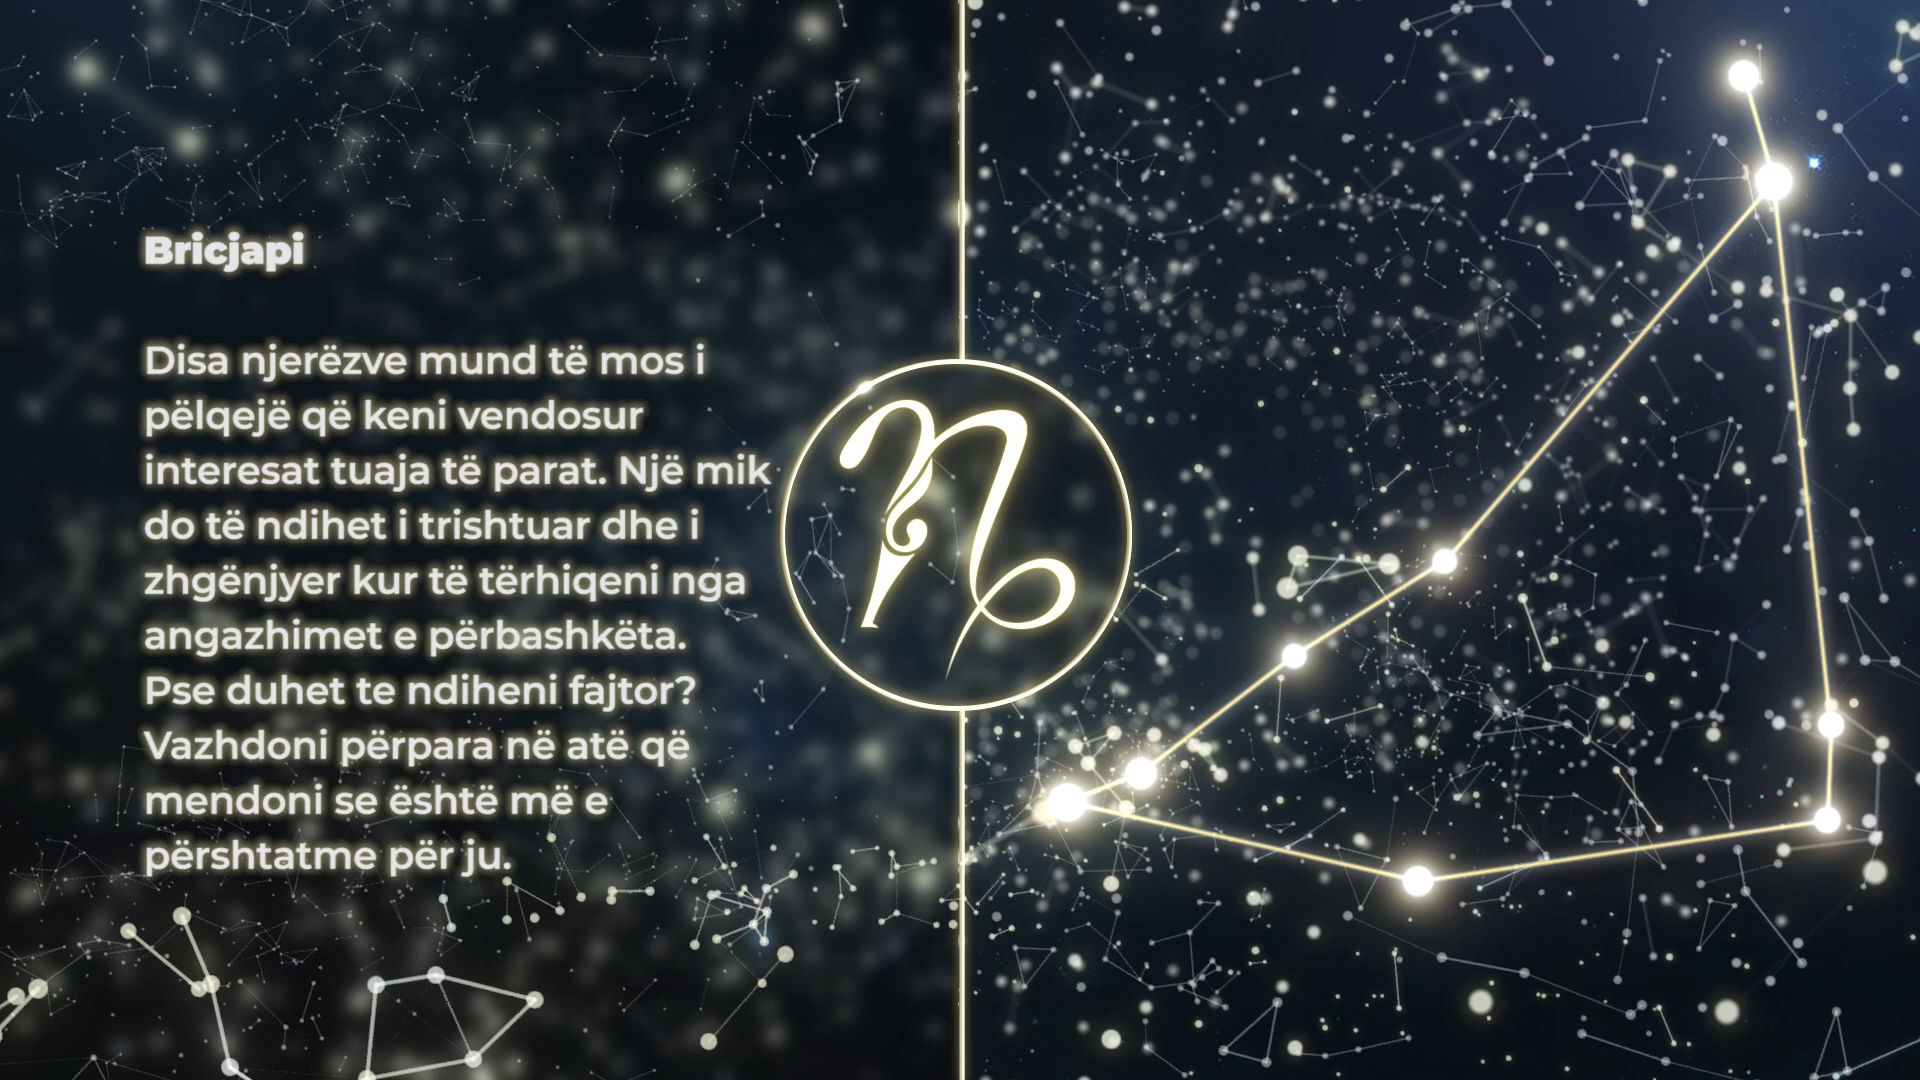 Bricjapi
Disa njerëzve mund të mos i
pëlqejë që keni vendosur
interesat tuaja të parat. Një mik
do të ndihet i trishtuar dhe i
zhgënjyer kur të tërhiqeni nga
angazhimet e përbashkëta.
Pse duhet te ndiheni fajtor?
Vazhdoni përpara në atë që
mendoni se është më e
përshtatme për ju.